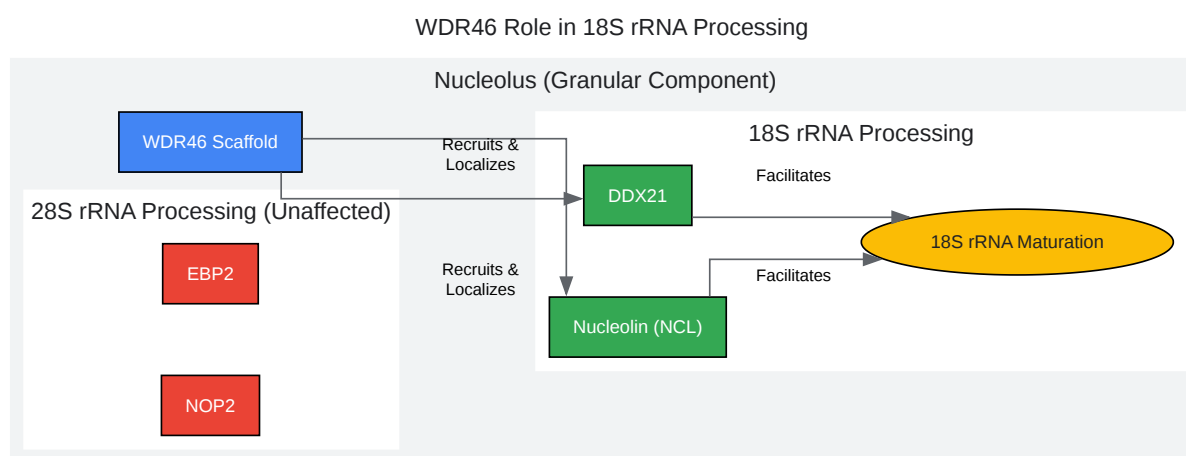 WDR46 Role in 18S rRNA Processing
Nucleolus (Granular Component)
WDR46 Scaffold
Recruits &
Localizes
18S rRNA Processing
Facilitates
DDX21
28S rRNA Processing (Unaffected)
18S rRNA Maturation
EBP2
Recruits &
Localizes
Facilitates
Nucleolin (NCL)
NOP2